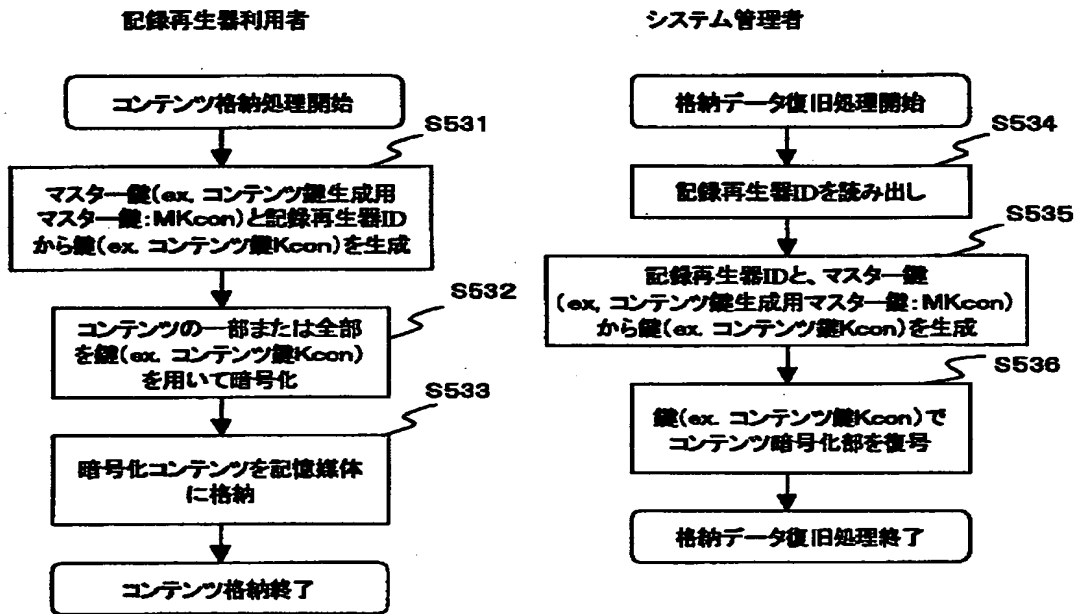 記録再生器利用者
コンテンツ格納処理開始
S531
マスター鍵(ex. コンテンツ鍵生成用
マスター鍵:MKcon)と記録再生器ID
から鍵(ex. コンテンツ鍵Kcon)を生成
S532
コンテンツの一部または全部
を鍵(ex. コンテンツ鍵Kcon)
を用いて暗号化
S533
暗号化コンテンツを記憶媒体
に格納
コンテンツ格納終了
システム管理者
格納データ復旧処理開始
S534
記録再生器IDを読み出し
S535
記録再生器IDと、マスター鍵
(ex, コンテンツ鍵生成用マスター鍵:MKcon)
から鍵(ex. コンテンツ鍵Kcon)を生成
S536
鍵(ex. コンテンツ鍵Kcon)で
コンテンツ暗号化部を復号
格納データ復旧処理終了